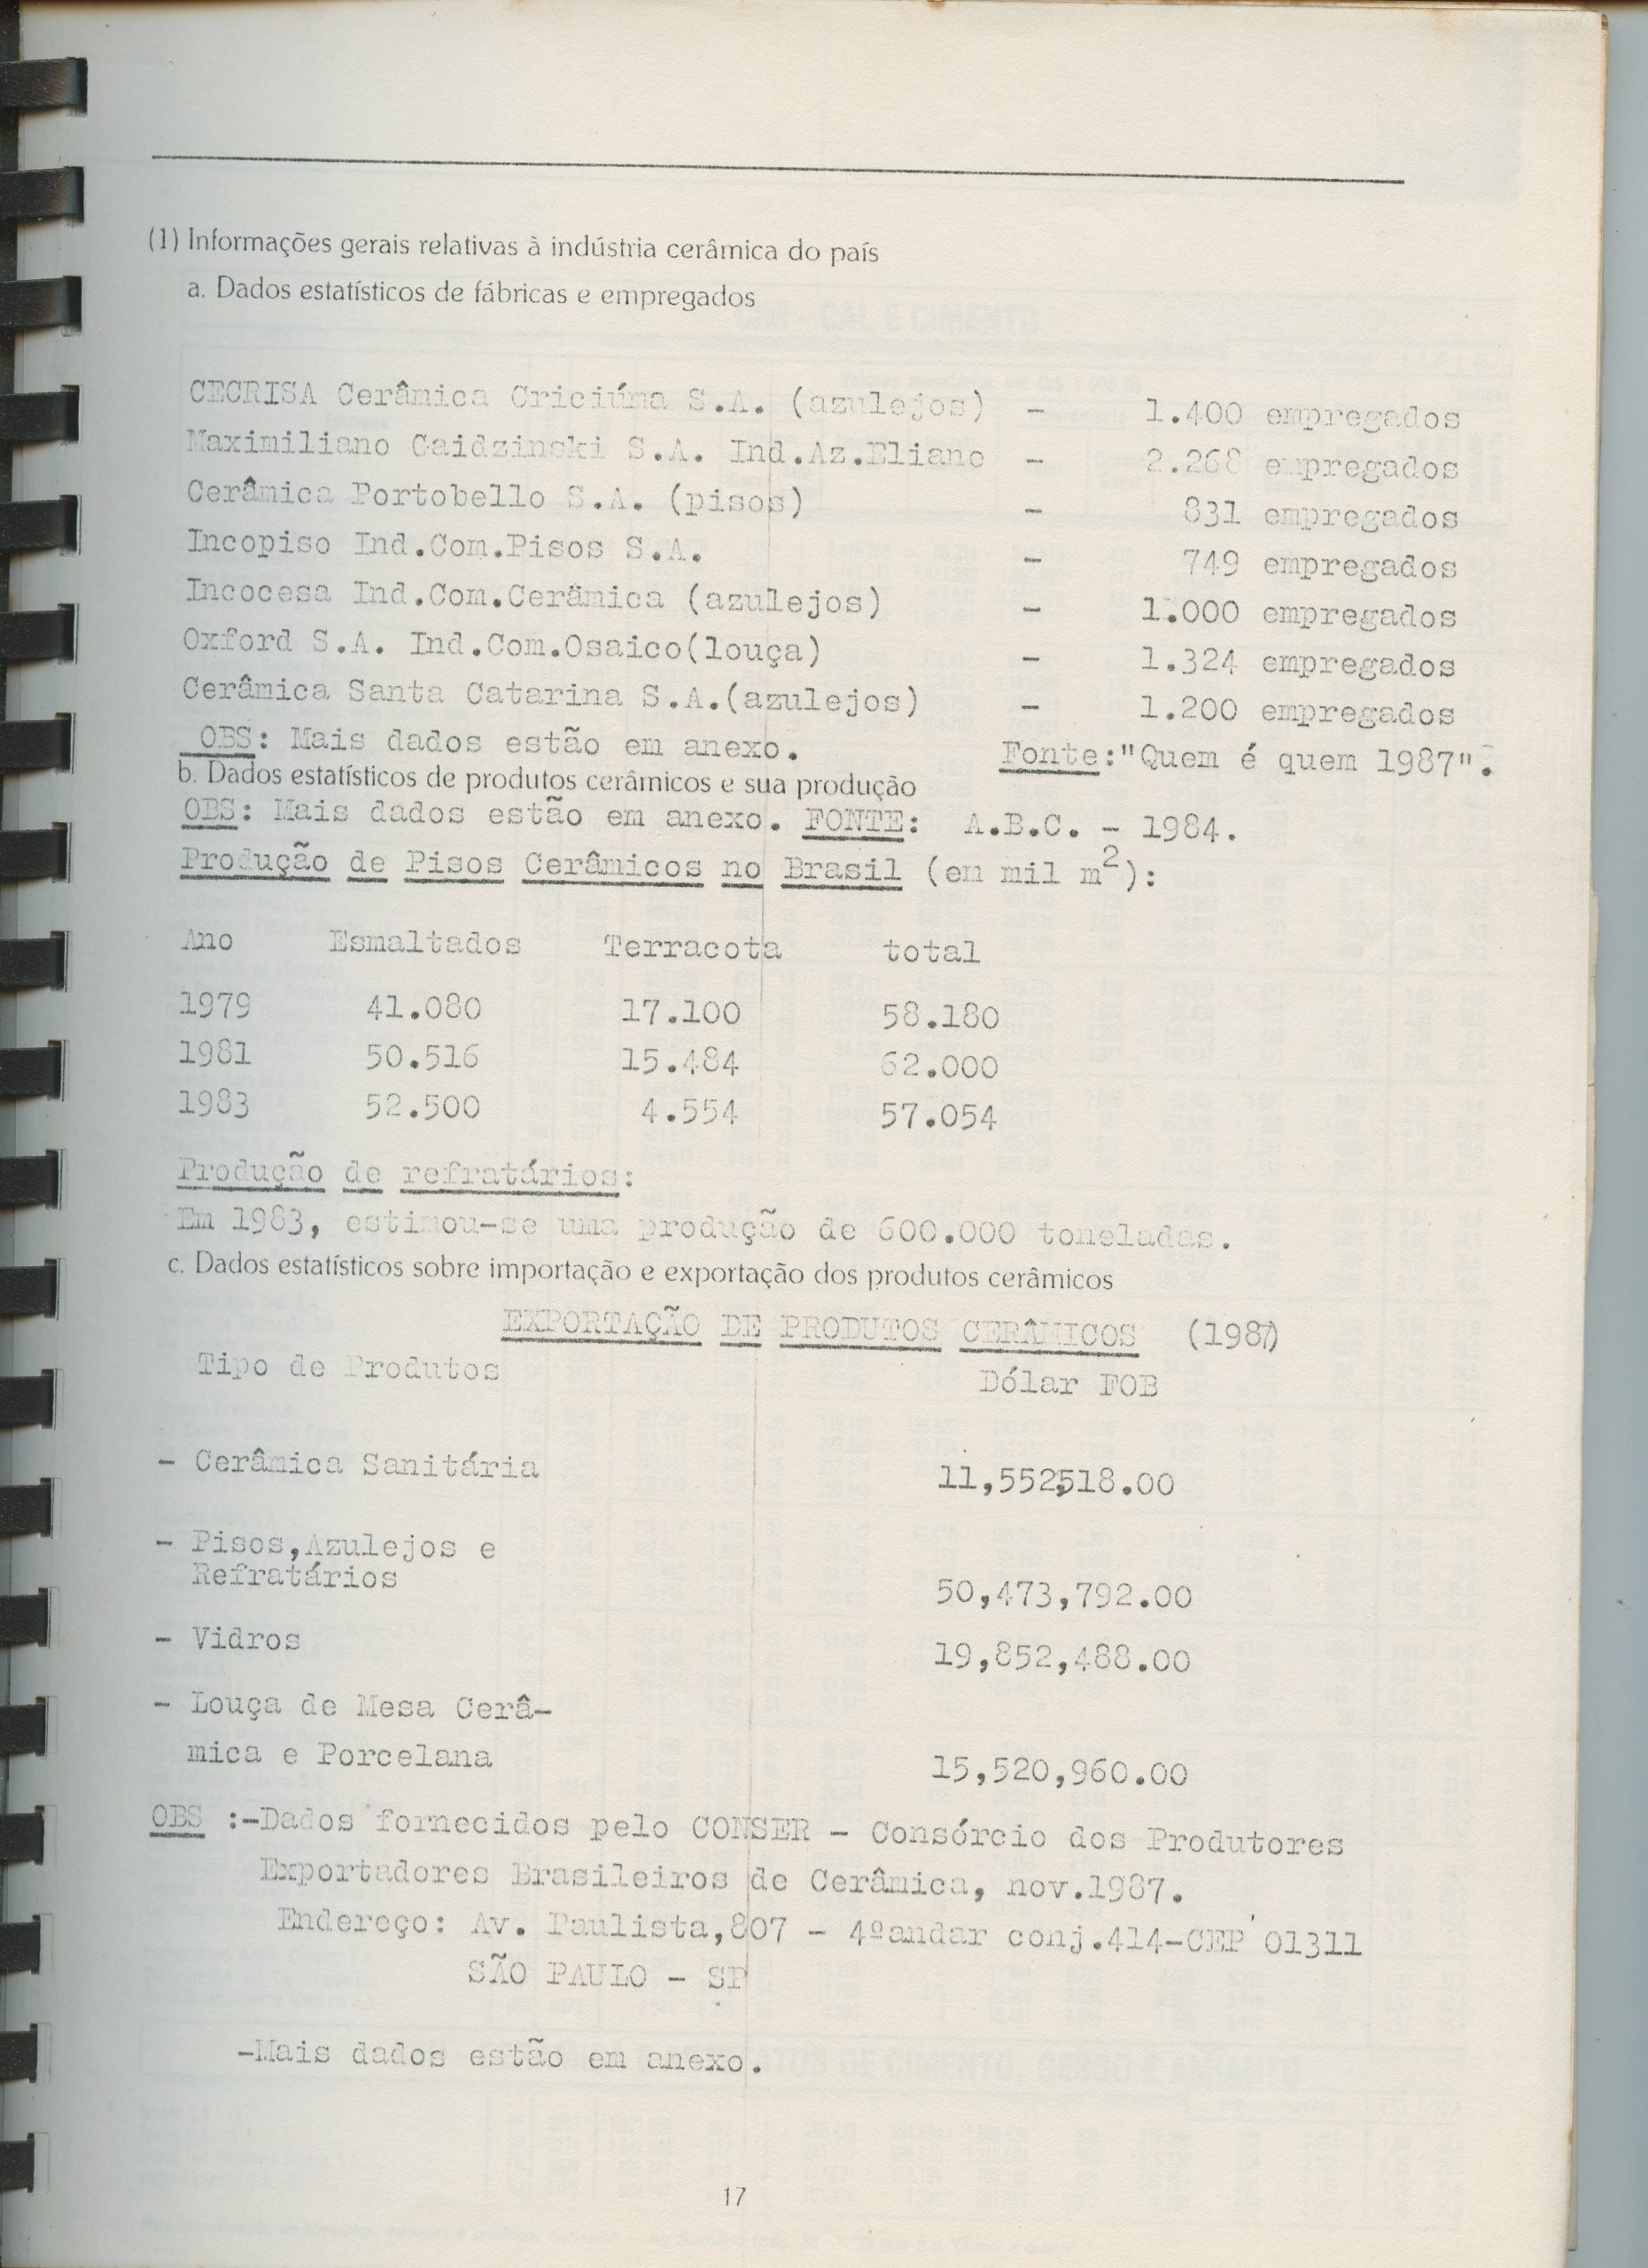 (1) Informações gerais relativas à indústria cerâmica do país
a. Dados estatísticos de fábricas e empregados
CECRISA Cerâmica Criciúma S.A. (azulejos) - 1.400 empregados
Maximiliano Gaidzinski S.A. Ind.Az.Eliane - 2.268 empregados
Cerâmica Portobello S.A. (pisos) - 831 empregados
Incopiso Ind.Com.Pisos S.A. - 749 empregados
Incocesa Ind.Com.Cerâmica (azulejos) - 1.000 empregados
Oxford S.A. Ind.Com.Osaico(louça) - 1.324 empregados
Cerâmica Santa Catarina S.A.(azulejos) - 1.200 empregados
OBS: Mais dados estão em anexo. Fonte:"Quem é quem 1987".
b. Dados estatísticos de produtos cerâmicos e sua produção
OBS: Mais dados estão em anexo. FONTE: A.B.C. - 1984.
Produção de Pisos Cerâmicos no Brasil (em mil m²):
Ano Esmaltados Terracota total
1979 41.080 17.100 58.180
1981 50.516 15.484 62.000
1983 52.500 4.554 57.054
Produção de refratários:
Em 1983, estimou-se uma produção de 600.000 toneladas.
c. Dados estatísticos sobre importação e exportação dos produtos cerâmicos
EXPORTAÇÃO DE PRODUTOS CERÂMICOS (1987)
Tipo de Produtos Dólar FOB
- Cerâmica Sanitária 11,552,518.00
- Pisos,Azulejos e
Refratários 50,473,792.00
- Vidros 19,852,488.00
- Louça de Mesa Cerâ-
mica e Porcelana 15,520,960.00
OBS :-Dados fornecidos pelo CONSER - Consórcio dos Produtores
Exportadores Brasileiros de Cerâmica, nov.1987.
Endereço: Av. Paulista,807 - 4ºandar conj.414-CEP 01311
SÃO PAULO - SP
-Mais dados estão em anexo.
17